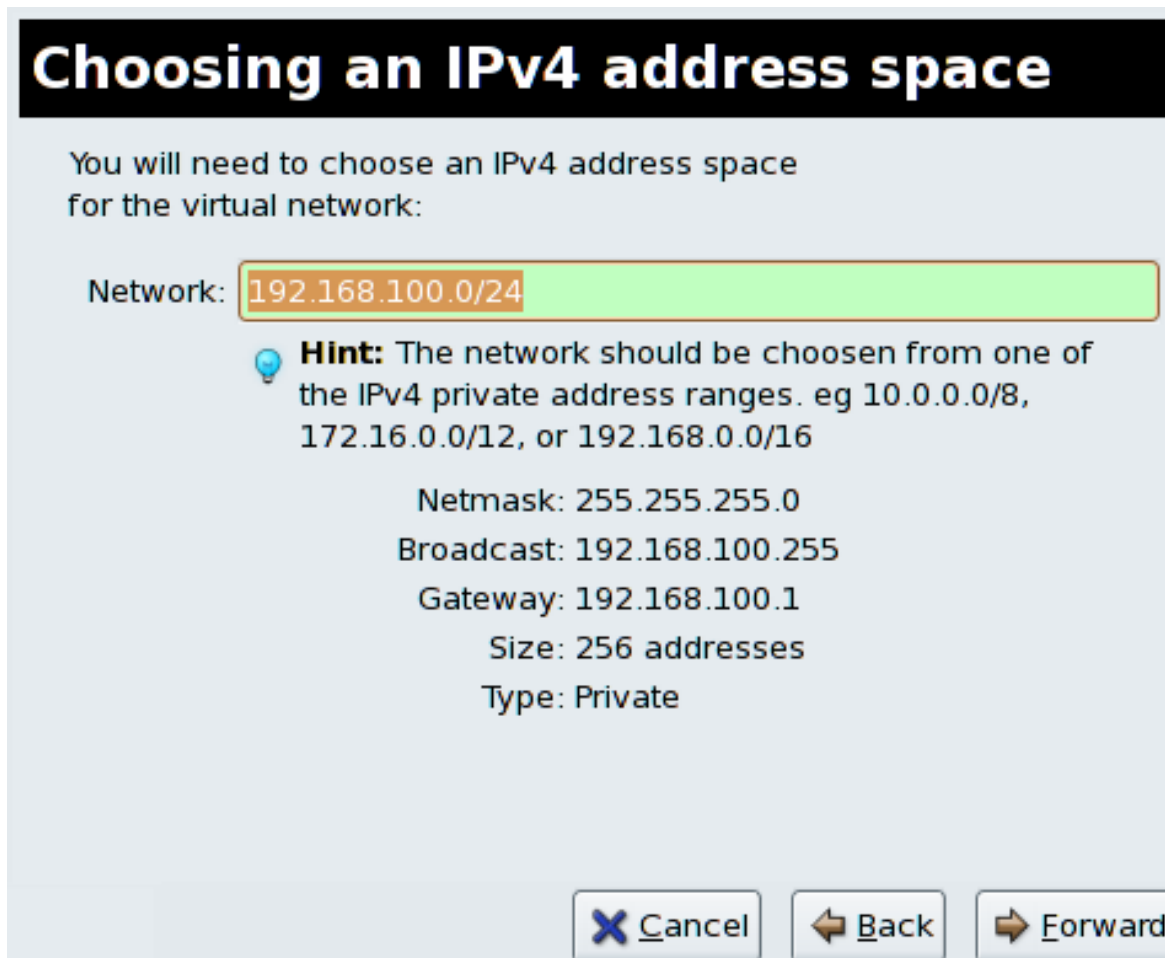 Choosing an IPv4 address space
You will need to choose an IPv4 address space
for the virtual network:
Network: 192.168.100.0/24
Hint: The network should be choosen from one of
the IPv4 private address ranges. eg 10.0.0.0/8,
172.16.0.0/12, or 192.168.0.0/16
Netmask: 255.255.255.0
Broadcast: 192.168.100.255
Gateway: 192.168.100.1
Size: 256 addresses
Type: Private
Cancel Back Forward